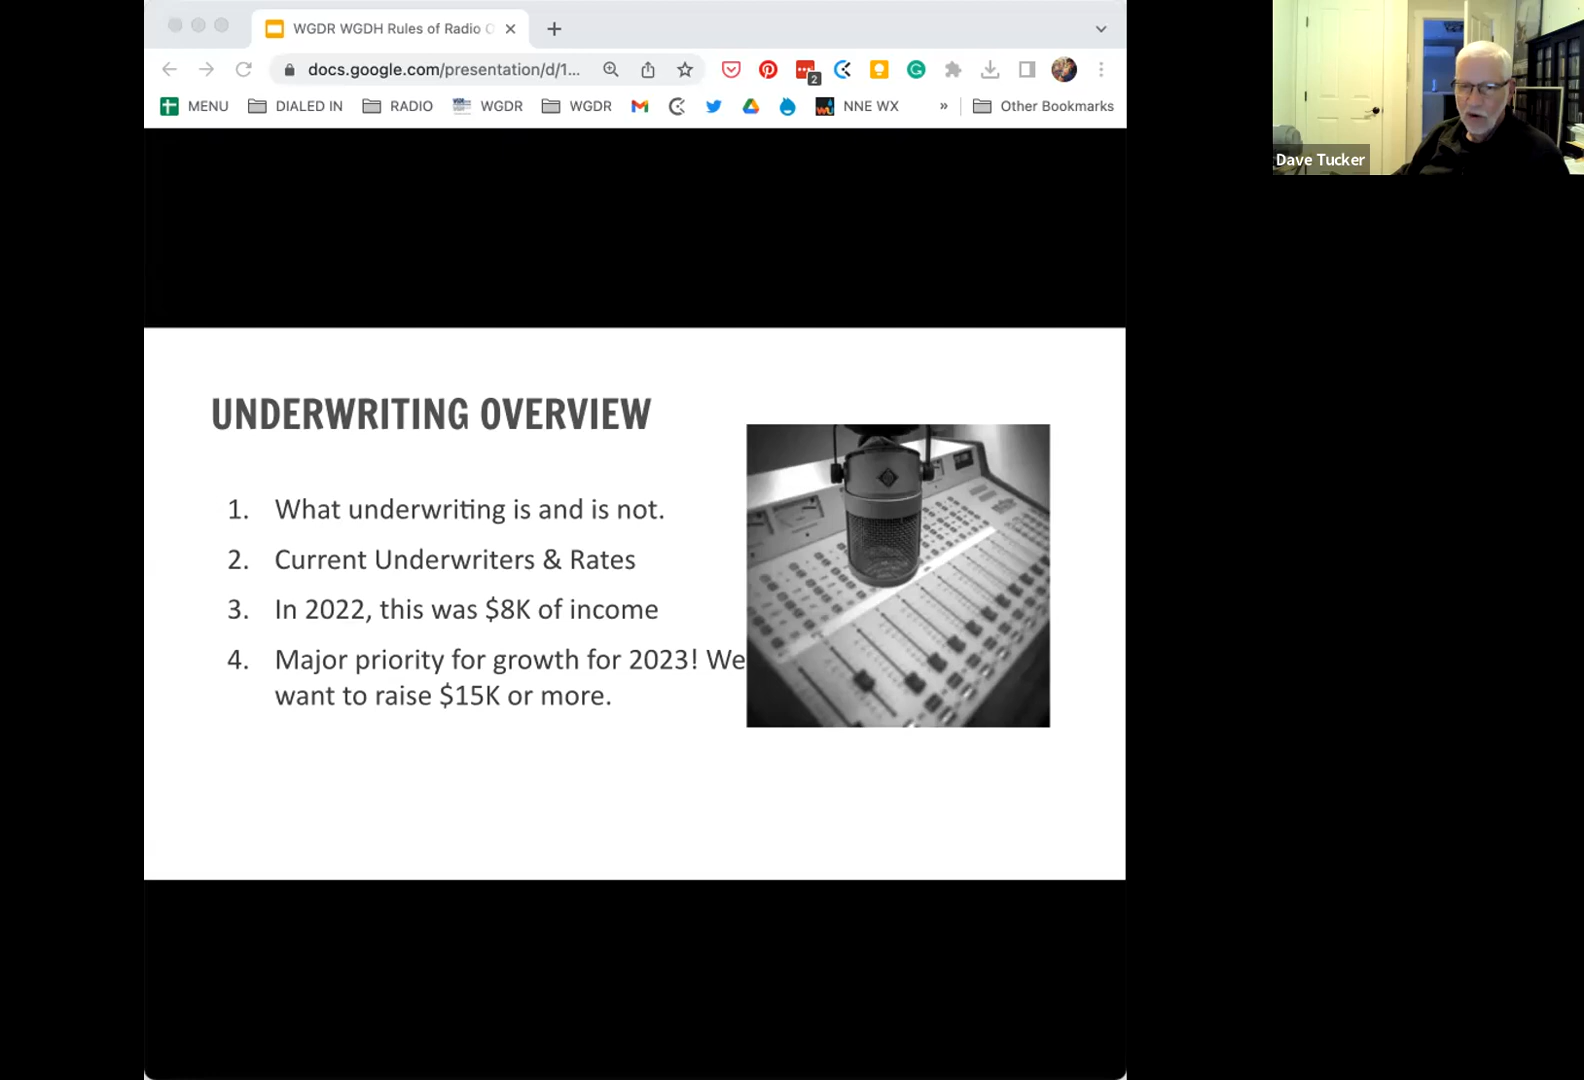 WGDR WGDH Rules of Radio
docs.google.com/presentation/d/1...
2
MENU DIALED IN RADIO WGDR WGDR NNE WX » Other Bookmarks
Dave Tucker
UNDERWRITING OVERVIEW
1. What underwriting is and is not.
2. Current Underwriters & Rates
3. In 2022, this was $8K of income
4. Major priority for growth for 2023! We
want to raise $15K or more.